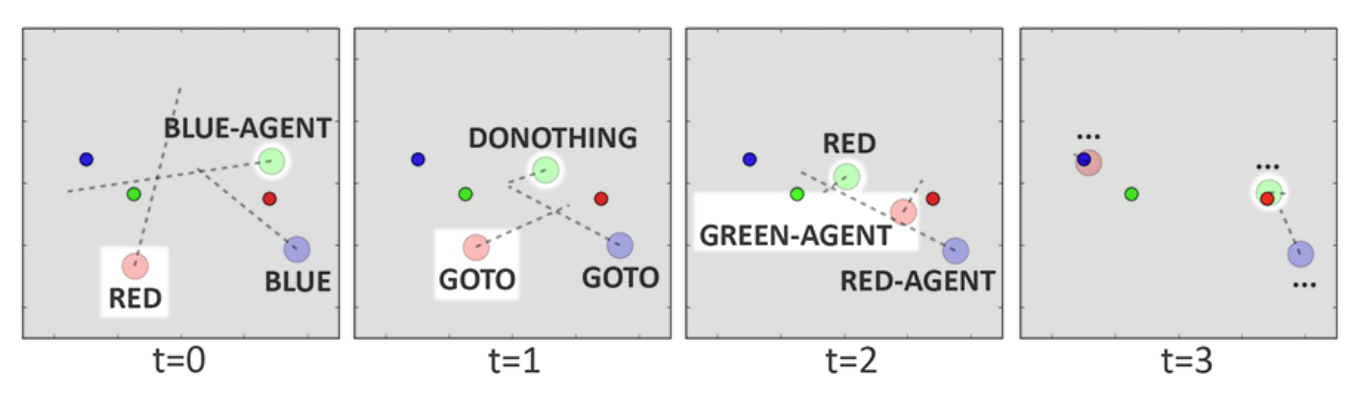 BLUE-AGENT
RED
BLUE
t=0
DONOTHING
GOTO
GOTO
t=1
RED
GREEN-AGENT
RED-AGENT
t=2
...
...
...
t=3